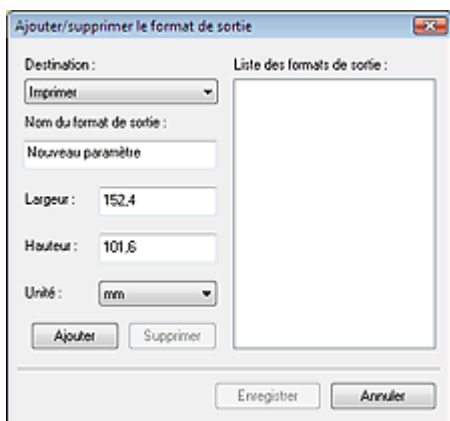 Ajouter/supprimer le format de sortie
Destination :
Imprimer
Nom du format de sortie :
Nouveau paramètre
Largeur : 152,4
Hauteur : 101,6
Unité : mm
Ajouter Supprimer
Liste des formats de sortie :
Enregistrer Annuler